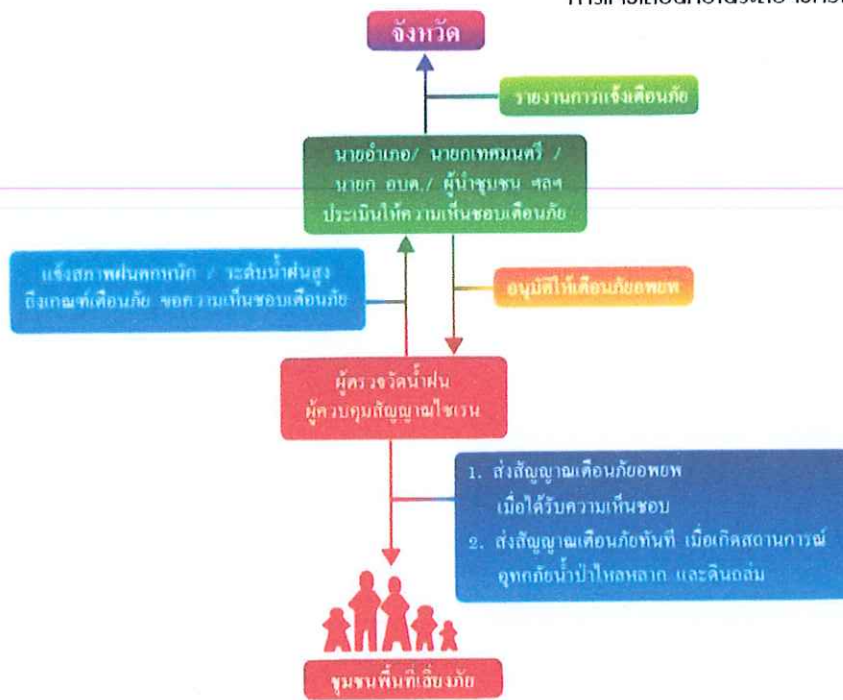 จังหวัด
รายงานการแจ้งเตือนภัย
นายอำเภอ/ นายกเทศมนตรี /
นายก อบต./ ผู้นำชุมชน ฯลฯ
ประเมินให้ความเห็นชอบเตือนภัย
แจ้งสภาพฝนตกหนัก / ระดับน้ำฝนสูง
ถึงเกณฑ์เตือนภัย ขอความเห็นชอบเตือนภัย
อนุมัติให้เตือนภัยอพยพ
ผู้ตรวจวัดน้ำฝน
ผู้ควบคุมสัญญาณไซเรน
1. ส่งสัญญาณเตือนภัยอพยพ
เมื่อได้รับความเห็นชอบ
2. ส่งสัญญาณเตือนภัยทันที เมื่อเกิดสถานการณ์
อุทกภัยน้ำป่าไหลหลาก และดินถล่ม
ชุมชนพื้นที่เสี่ยงภัย